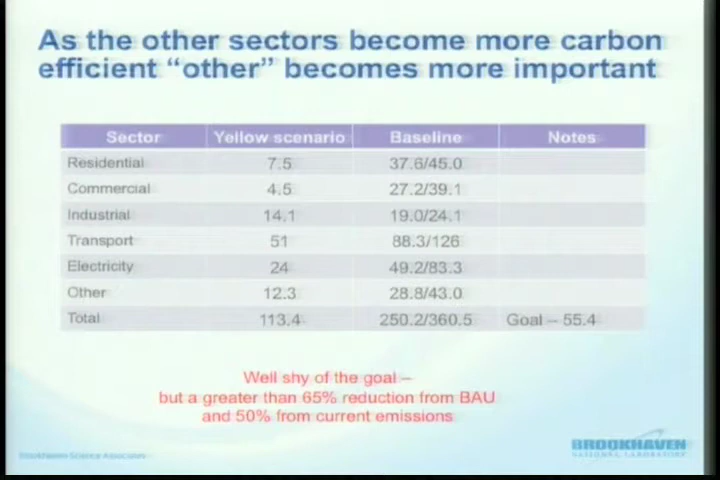 As the other sectors become more carbon
efficient “other” becomes more important
Sector Yellow scenario Baseline Notes
Residential 7.5 37.6/45.0
Commercial 4.5 27.2/39.1
Industrial 14.1 19.0/24.1
Transport 51 88.3/126
Electricity 24 49.2/83.3
Other 12.3 28.8/43.0
Total 113.4 250.2/360.5 Goal – 55.4
Well shy of the goal –
but a greater than 65% reduction from BAU
and 50% from current emissions
Brookhaven Science Associates
BROOKHAVEN
NATIONAL LABORATORY